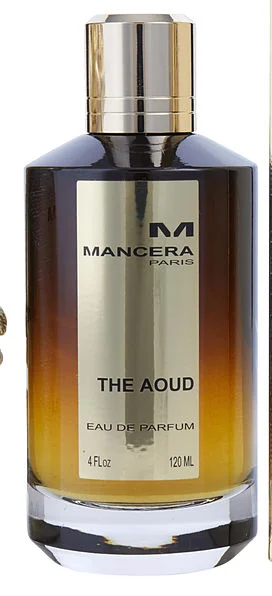 M
MANCERA
PARIS
THE AOUD
EAU DE PARFUM
4 FLoz 120 ML